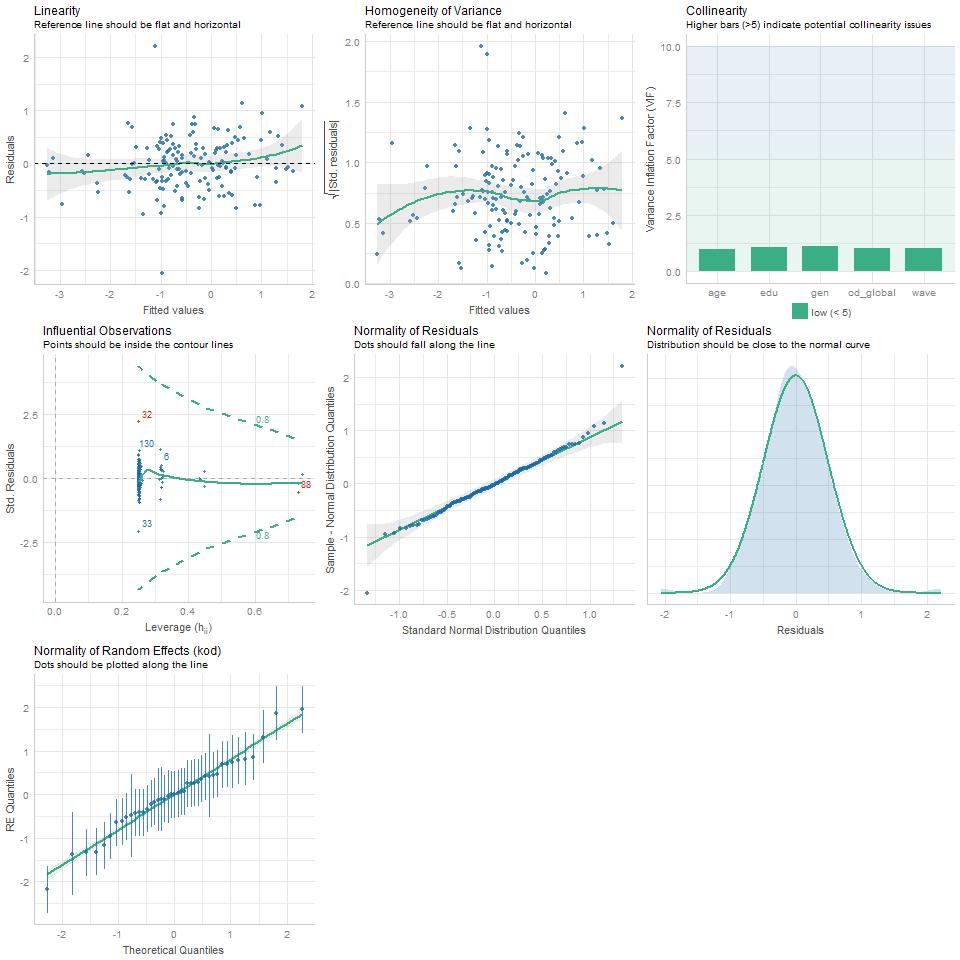 Linearity
Reference line should be flat and horizontal
Residuals
2
1
0
-1
-2
-3
-2
-1
0
1
2
Fitted values
Homogeneity of Variance
Reference line should be flat and horizontal
√|Std. residuals|
2.0
1.5
1.0
0.5
0.0
-3
-2
-1
0
1
2
Fitted values
Collinearity
Higher bars (>5) indicate potential collinearity issues
Variance Inflation Factor (VIF)
10.0
7.5
5.0
2.5
0.0
age
edu
gen
od_global
wave
low (< 5)
Influential Observations
Points should be inside the contour lines
Std. Residuals
2.5
0.0
-2.5
0.8
32
130
6
88
33
0.8
0.0
0.2
0.4
0.6
Leverage (hii)
Normality of Residuals
Dots should fall along the line
Sample - Normal Distribution Quantiles
2
1
0
-1
-2
-1.0
-0.5
0.0
0.5
1.0
Standard Normal Distribution Quantiles
Normality of Residuals
Distribution should be close to the normal curve
-2
-1
0
1
2
Residuals
Normality of Random Effects (kod)
Dots should be plotted along the line
RE Quantiles
2
1
0
-1
-2
-2
-1
0
1
2
Theoretical Quantiles